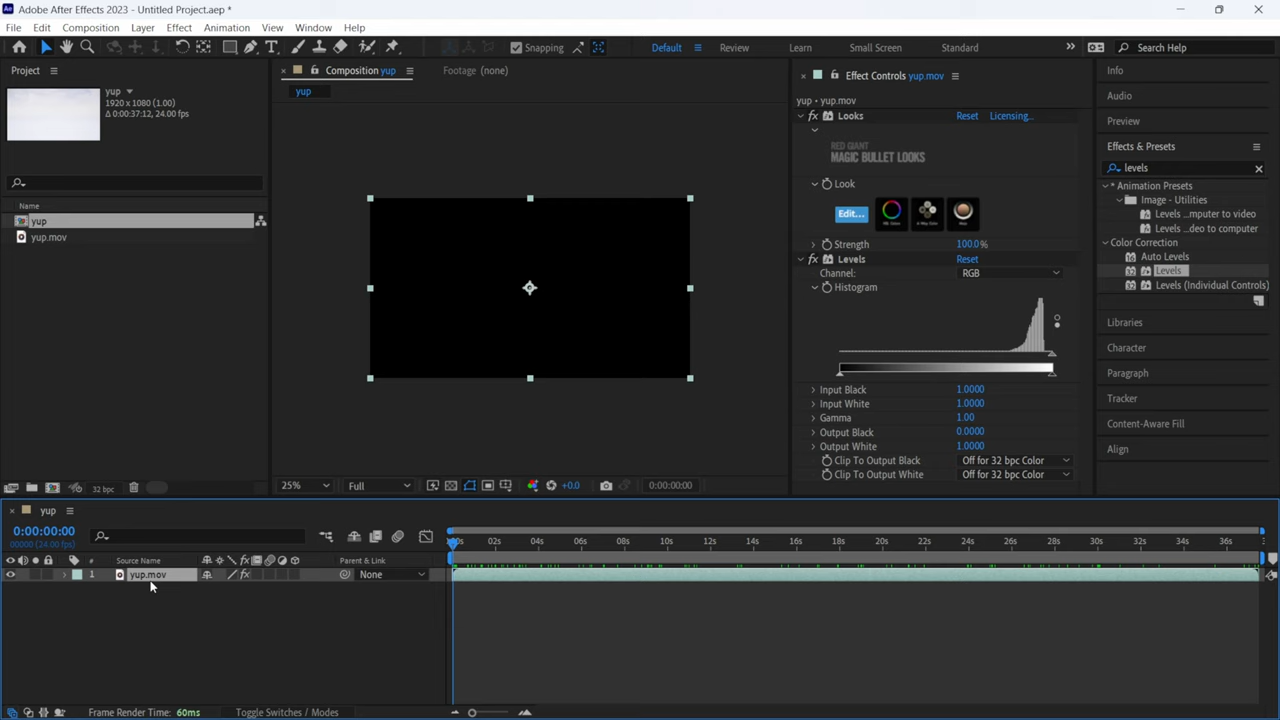 Adobe After Effects 2023 - Untitled Project.aep *
File Edit Composition Layer Effect Animation View Window Help
Snapping Default Review Learn Small Screen Standard Search Help
Project
yup
1920 x 1080 (1.00)
Δ 0:00:37:12, 24.00 fps
Name
yup
yup.mov
32 bpc
Composition yup
Footage (none)
yup
25% Full +0.0 0:00:00:00
Effect Controls yup.mov
yup • yup.mov
fx Looks Reset Licensing...
RED GIANT
MAGIC BULLET LOOKS
Look
Edit...
Strength 100.0%
fx Levels Reset
Channel: RGB
Histogram
Input Black 1.0000
Input White 1.0000
Gamma 1.00
Output Black 0.0000
Output White 1.0000
Clip To Output Black Off for 32 bpc Color
Clip To Output White Off for 32 bpc Color
Info
Audio
Preview
Effects & Presets
levels
* Animation Presets
Image - Utilities
Levels ...mputer to video
Levels ...deo to computer
Color Correction
Auto Levels
Levels
Levels (Individual Controls)
Libraries
Character
Paragraph
Tracker
Content-Aware Fill
Align
yup
0:00:00:00
00000 (24.00 fps)
02s 04s 06s 08s 10s 12s 14s 16s 18s 20s 22s 24s 26s 28s 30s 32s 34s 36s
# Source Name fx Parent & Link
1 yup.mov fx None
Frame Render Time: 60ms Toggle Switches / Modes